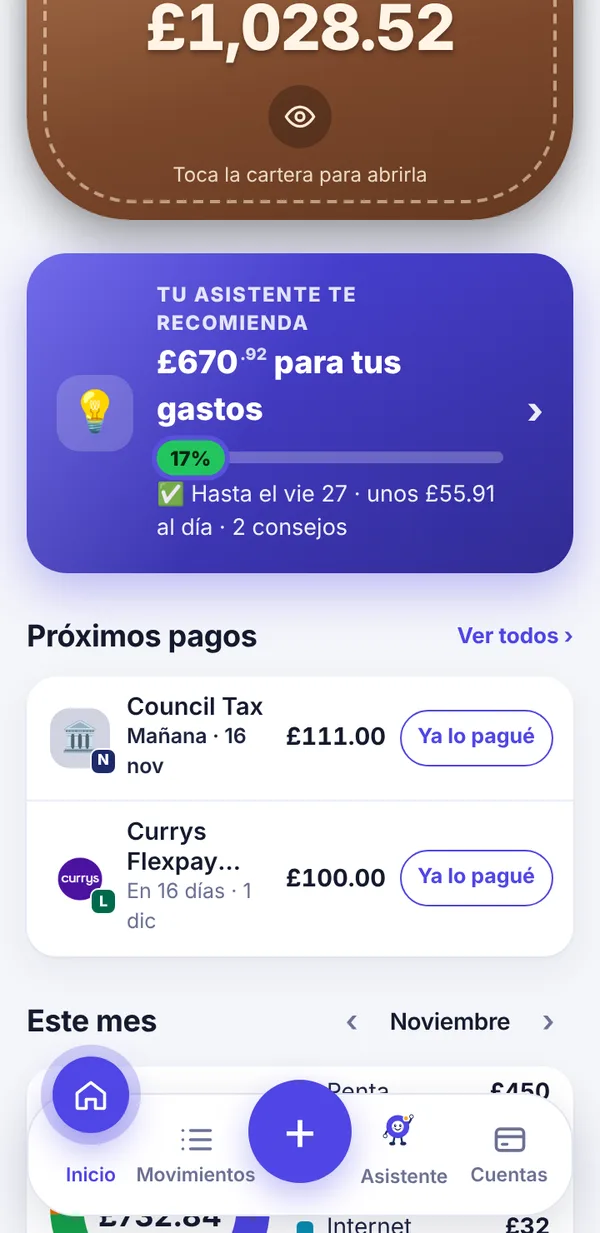 £1,028.52
Toca la cartera para abrirla
TU ASISTENTE TE
RECOMIENDA
£670.92 para tus
gastos
17%
✅ Hasta el vie 27 · unos £55.91
al día · 2 consejos
›
Próximos pagos
Ver todos ›
Council Tax
Mañana · 16
nov
N
£111.00
Ya lo pagué
Currys
Flexpay...
En 16 días · 1
dic
currys
L
£100.00
Ya lo pagué
Este mes
‹ Noviembre ›
Renta £450
Inicio
Movimientos
+
Asistente
Cuentas
£732.84
Internet £32